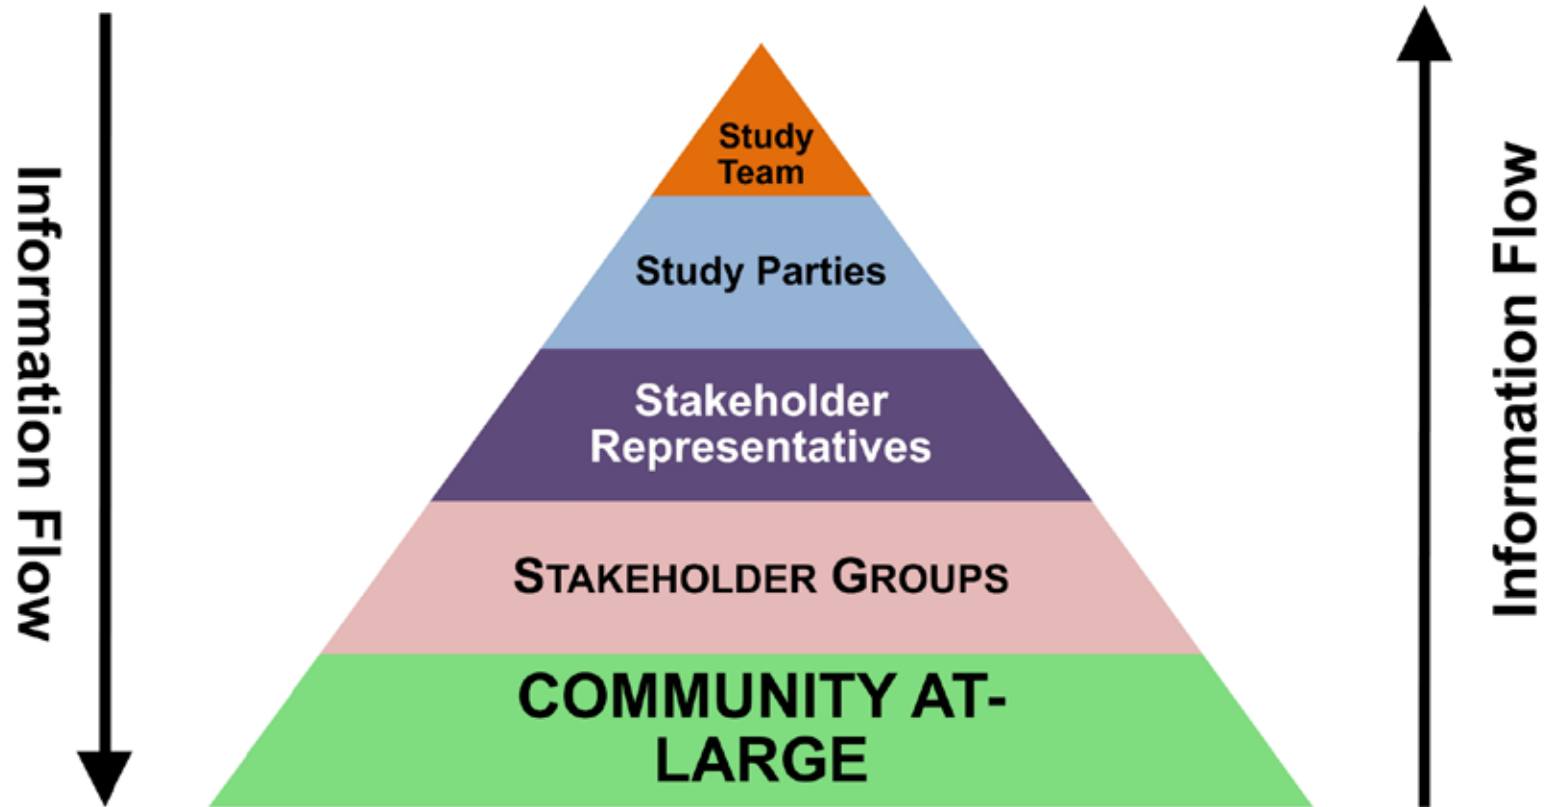 Information Flow
Study
Team
Study Parties
Stakeholder
Representatives
STAKEHOLDER GROUPS
COMMUNITY AT-
LARGE
Information Flow